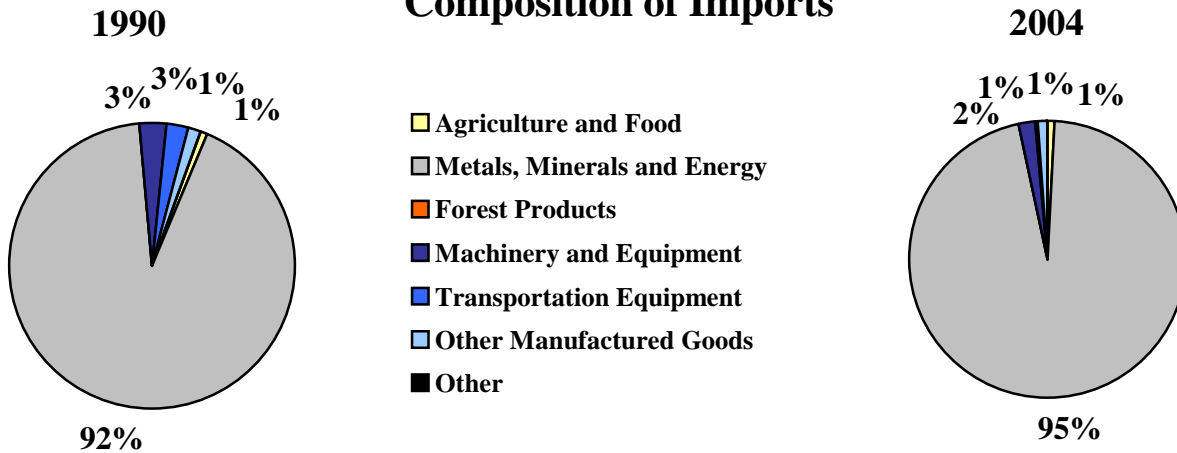 Composition of Imports
1990
2004
3% 3% 1% 1%
92%
Agriculture and Food
Metals, Minerals and Energy
Forest Products
Machinery and Equipment
Transportation Equipment
Other Manufactured Goods
Other
2% 1% 1% 1%
95%